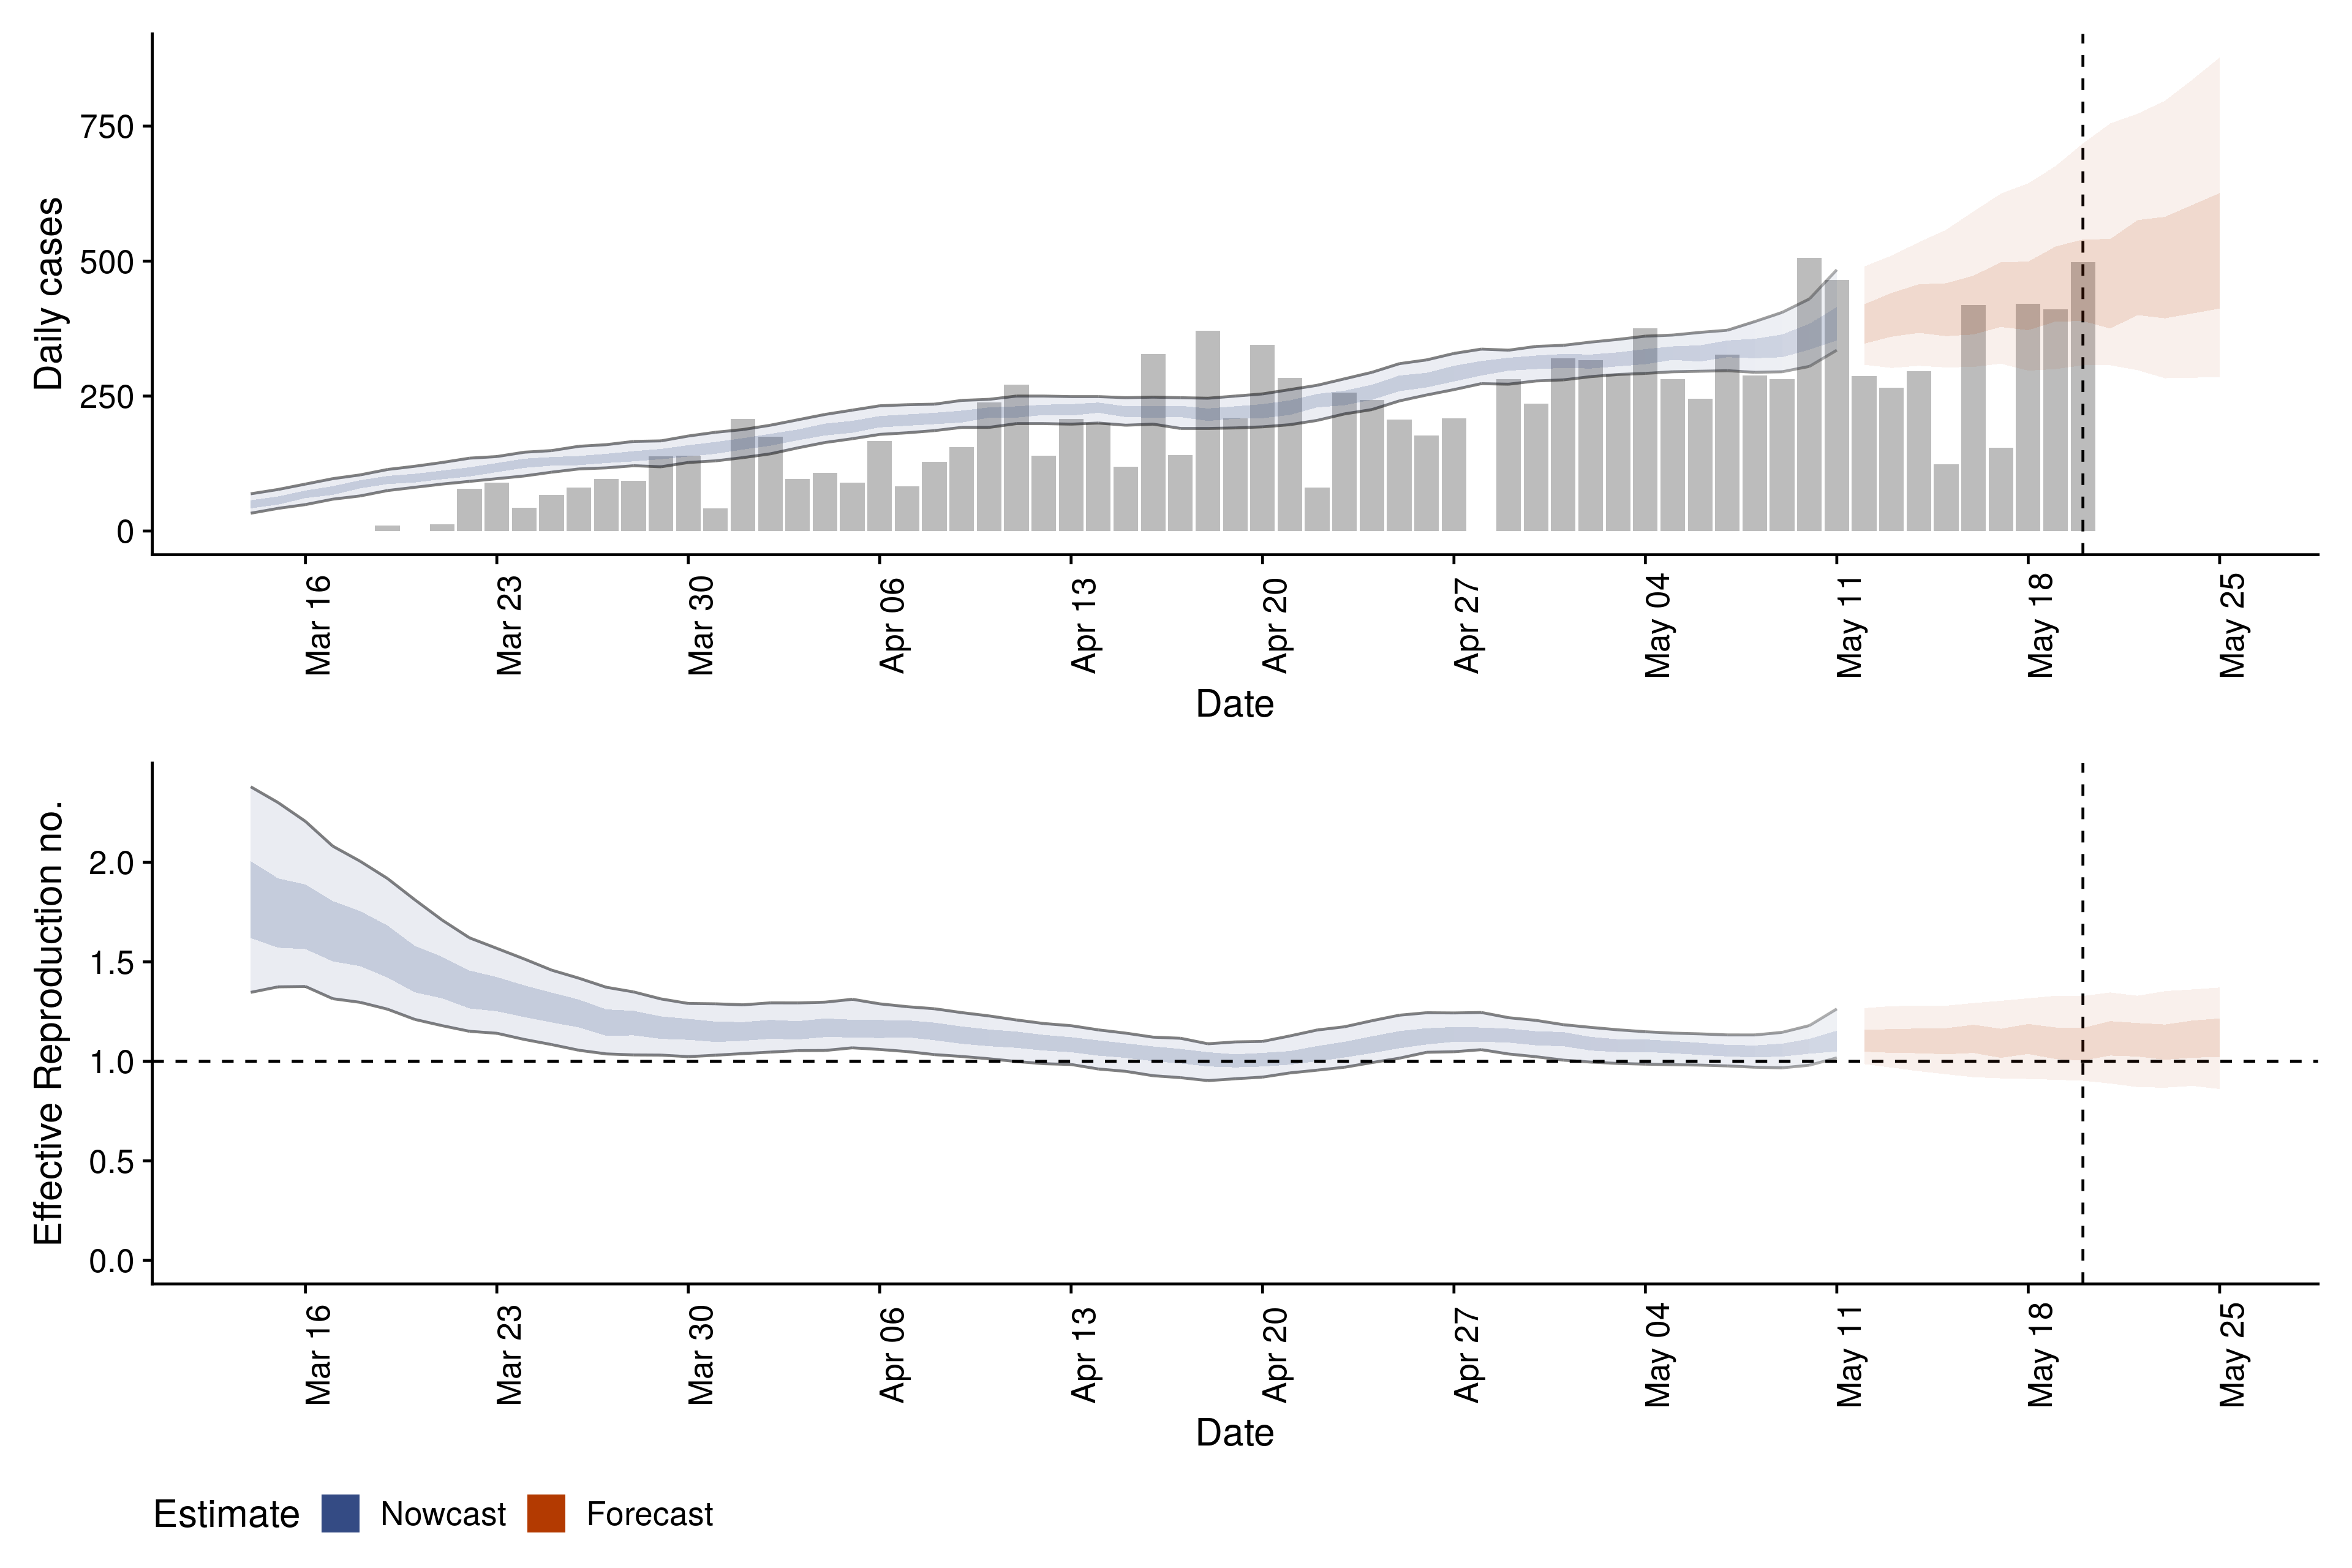 Daily cases
750
500
250
0
Mar 16
Mar 23
Mar 30
Apr 06
Apr 13
Apr 20
Apr 27
May 04
May 11
May 18
May 25
Date
Effective Reproduction no.
2.0
1.5
1.0
0.5
0.0
Mar 16
Mar 23
Mar 30
Apr 06
Apr 13
Apr 20
Apr 27
May 04
May 11
May 18
May 25
Date
Estimate Nowcast Forecast